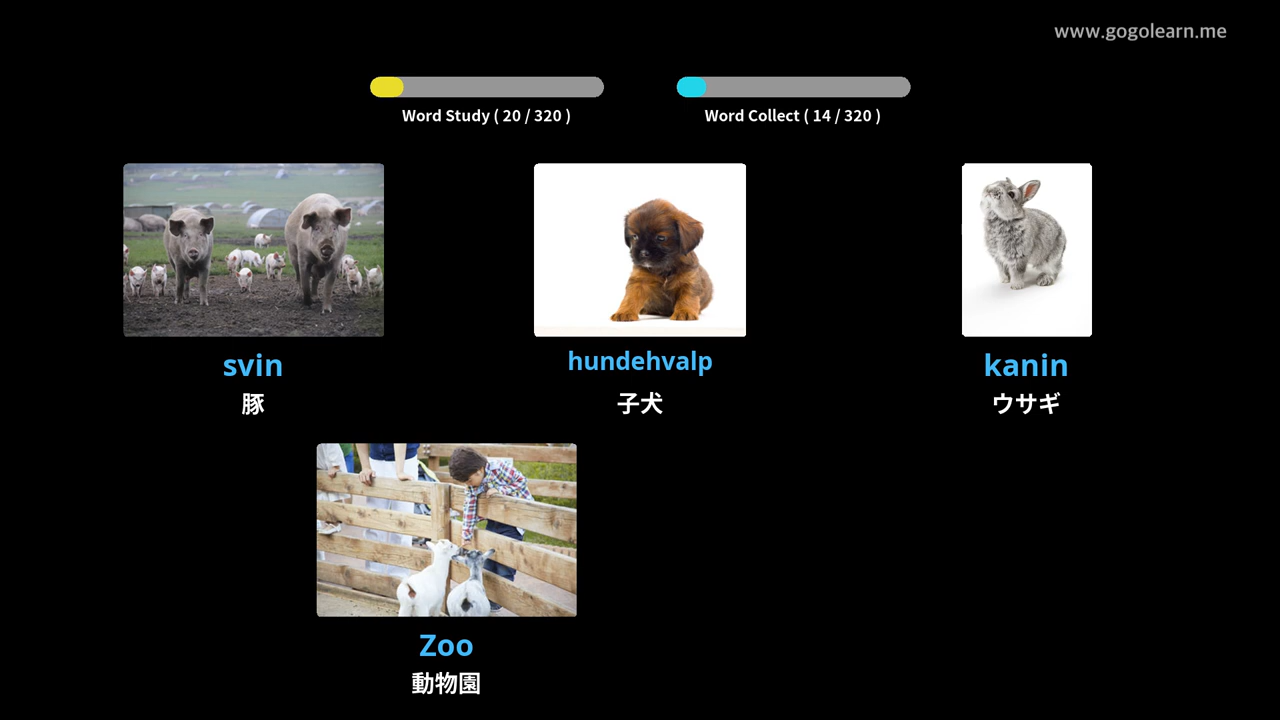 www.gogolearn.me
Word Study ( 20 / 320 )
Word Collect ( 14 / 320 )
svin
豚
hundehvalp
子犬
kanin
ウサギ
Zoo
動物園